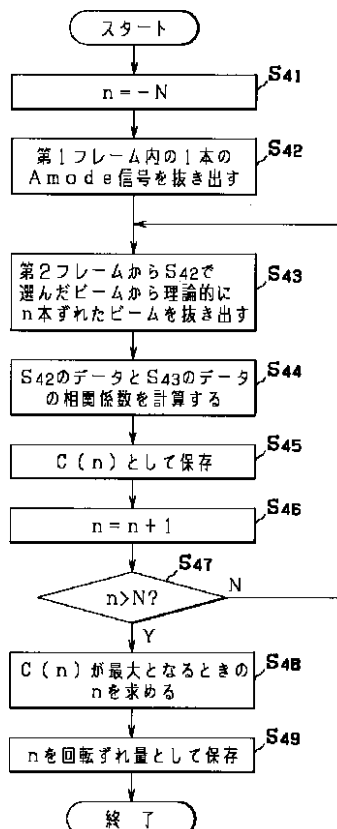 スタート
S41
n=-N
S42
第1フレーム内の1本の
Amode信号を抜き出す
S43
第2フレームからS42で
選んだビームから理論的に
n本ずれたビームを抜き出す
S44
S42のデータとS43のデータ
の相関係数を計算する
S45
C(n)として保存
S46
n=n+1
S47
n>N?
N
Y
S48
C(n)が最大となるときの
nを求める
S49
nを回転ずれ量として保存
終了